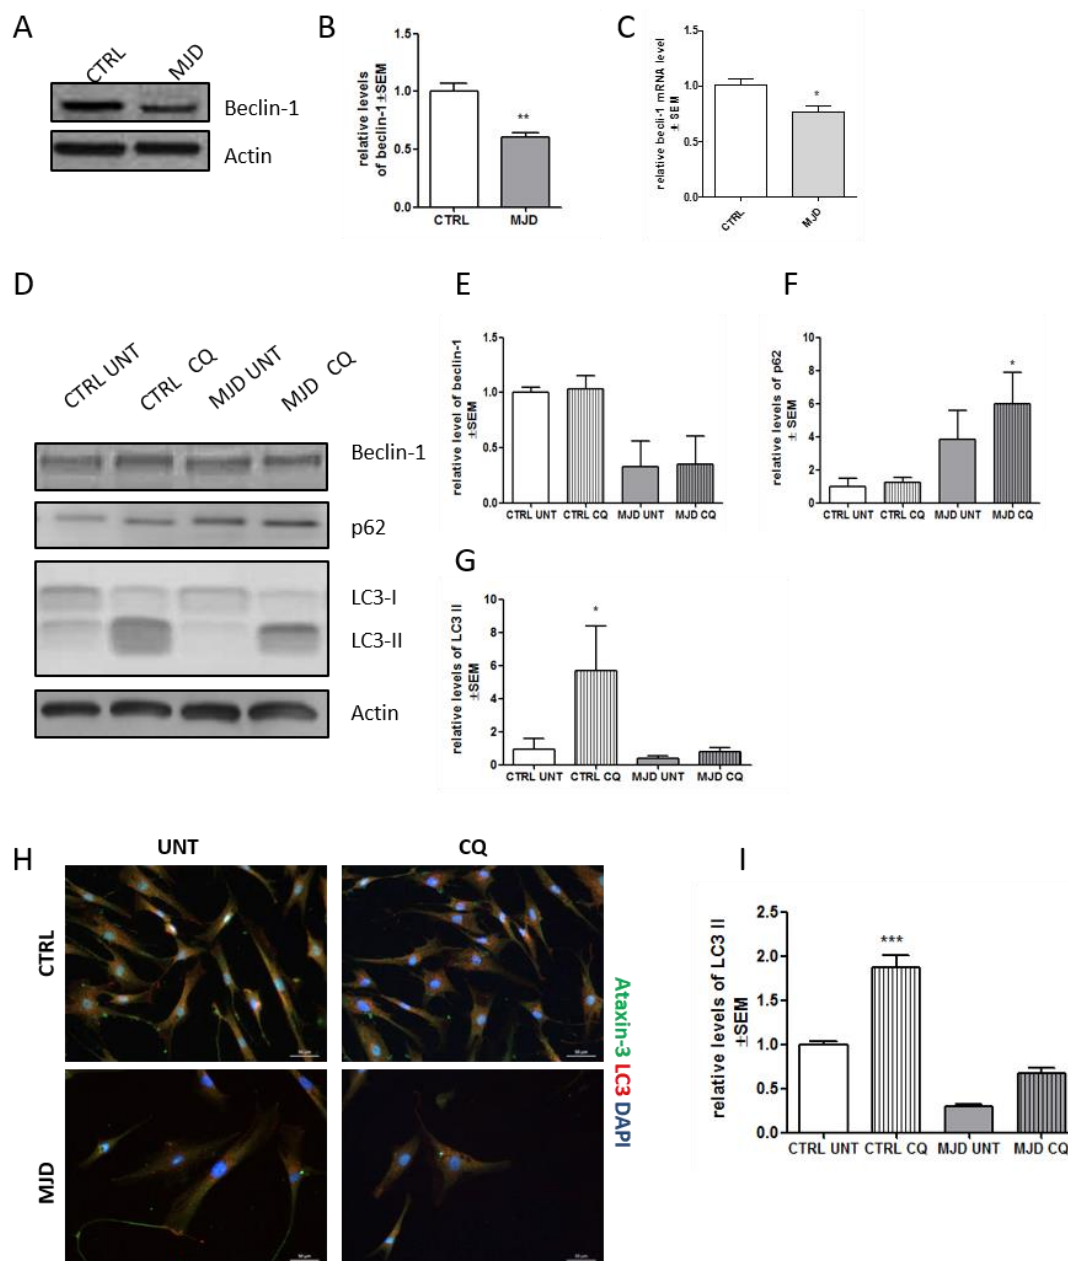 A
CTRL
MJD
Beclin-1
Actin
B
relative levels
of beclin-1±SEM
1.5
1.0
0.5
0.0
**
CTRL
MJD
C
relative becli-1 mRNA level
± SEM
1.5
1.0
0.5
0.0
*
CTRL
MJD
D
CTRL UNT
CTRL CQ
MJD UNT
MJD CQ
Beclin-1
p62
LC3-I
LC3-II
Actin
E
relative level of beclin-1
±SEM
1.5
1.0
0.5
0.0
CTRL UNT
CTRL CQ
MJD UNT
MJD CQ
F
relative levels of p62
± SEM
10
8
6
4
2
0
*
CTRL UNT
CTRL CQ
MJD UNT
MJD CQ
G
relative levels of LC3 II
±SEM
10
8
6
4
2
0
*
CTRL UNT
CTRL CQ
MJD UNT
MJD CQ
H
UNT
CQ
CTRL
MJD
Ataxin-3 LC3 DAPI
I
relative levels of LC3 II
±SEM
2.5
2.0
1.5
1.0
0.5
0.0
***
CTRL UNT
CTRL CQ
MJD UNT
MJD CQ